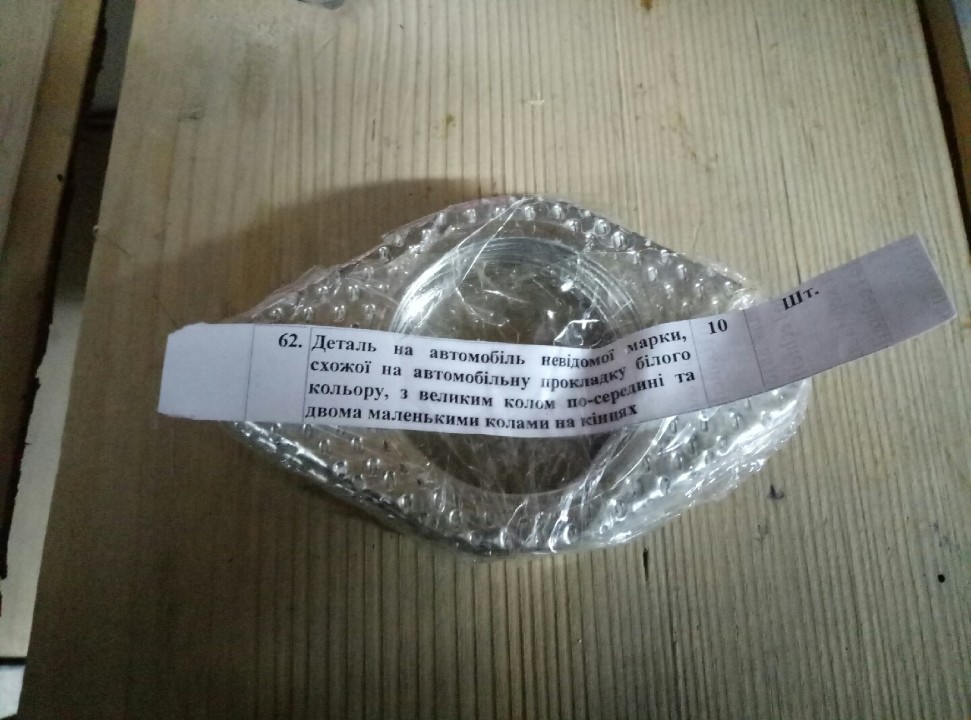 62. Деталь на автомобіль невідомої марки, 10 Шт.
схожої на автомобільну прокладку білого
кольору, з великим колом по-середині та
двома маленькими колами на кінцях